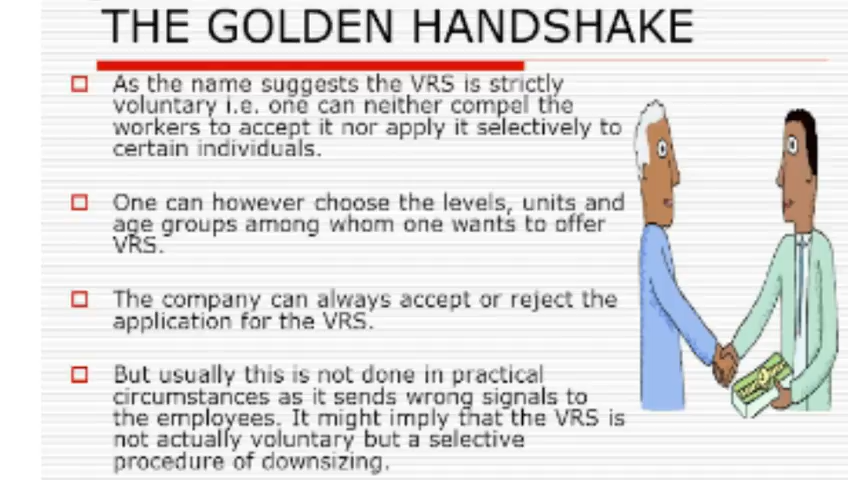 THE GOLDEN HANDSHAKE
As the name suggests the VRS is strictly
voluntary i.e. one can neither compel the
workers to accept it nor apply it selectively to
certain individuals.
One can however choose the levels, units and
age groups among whom one wants to offer
VRS.
The company can always accept or reject the
application for the VRS.
But usually this is not done in practical
circumstances as it sends wrong signals to
the employees. It might imply that the VRS is
not actually voluntary but a selective
procedure of downsizing.